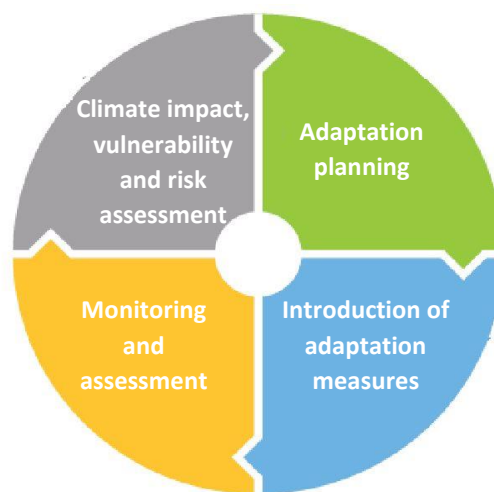 Climate impact,
vulnerability
and risk
assessment
Adaptation
planning
Introduction of
adaptation
measures
Monitoring
and
assessment